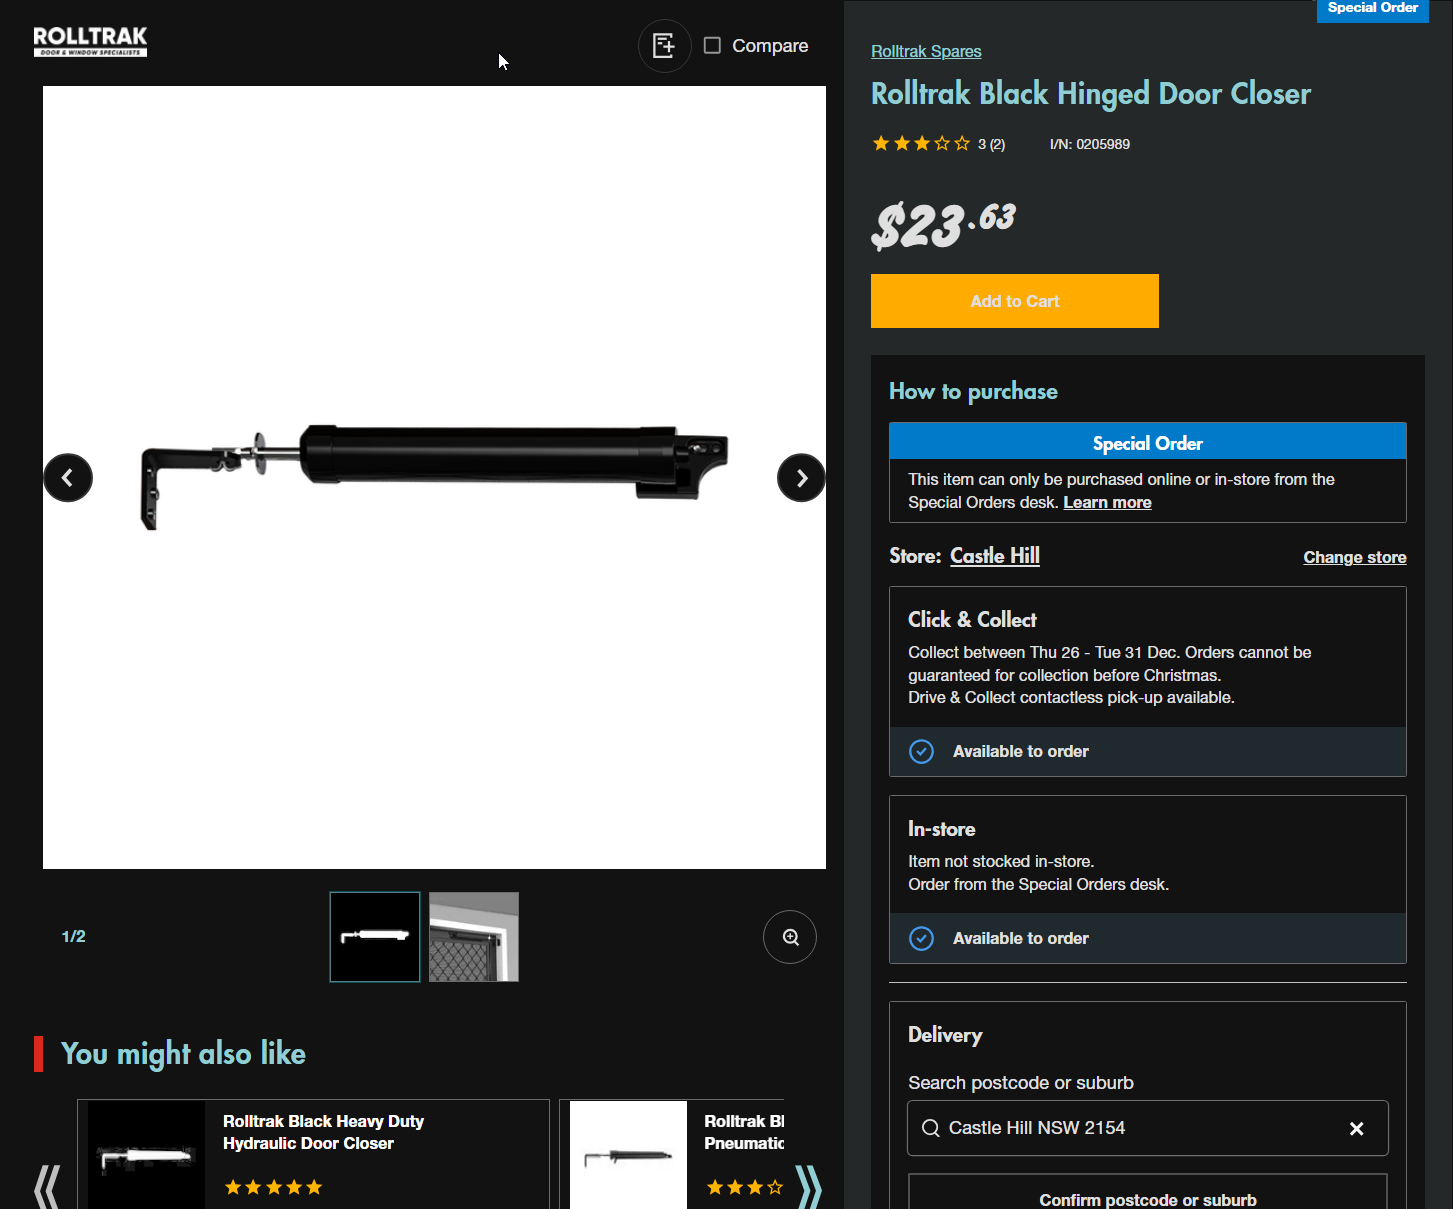 ROLLTRAK
DOOR & WINDOW SPECIALISTS
Compare
1/2
You might also like
Rolltrak Black Heavy Duty
Hydraulic Door Closer
Rolltrak Bl
Pneumatic
Special Order
Rolltrak Spares
Rolltrak Black Hinged Door Closer
3 (2)
I/N: 0205989
$23.63
Add to Cart
How to purchase
Special Order
This item can only be purchased online or in-store from the
Special Orders desk. Learn more
Store: Castle Hill
Change store
Click & Collect
Collect between Thu 26 - Tue 31 Dec. Orders cannot be
guaranteed for collection before Christmas.
Drive & Collect contactless pick-up available.
Available to order
In-store
Item not stocked in-store.
Order from the Special Orders desk.
Available to order
Delivery
Search postcode or suburb
Castle Hill NSW 2154
Confirm postcode or suburb